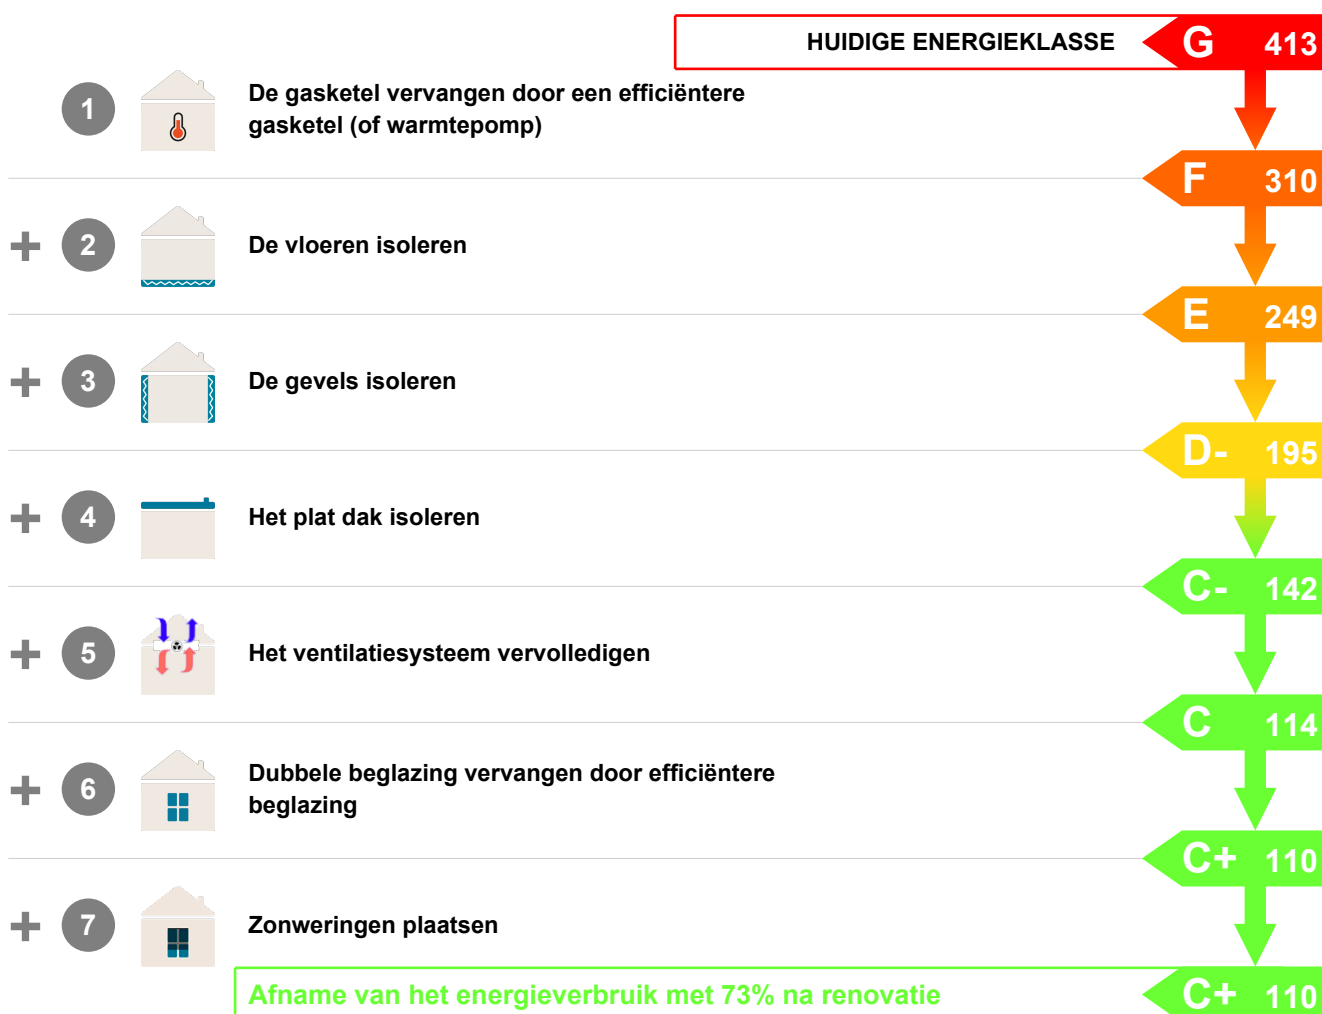 HUIDIGE ENERGIEKLASSE G 413
1 De gasketel vervangen door een efficiëntere
gasketel (of warmtepomp)
F 310
+ 2 De vloeren isoleren
E 249
+ 3 De gevels isoleren
D- 195
+ 4 Het plat dak isoleren
C- 142
+ 5 Het ventilatiesysteem vervolledigen
C 114
+ 6 Dubbele beglazing vervangen door efficiëntere
beglazing
C+ 110
+ 7 Zonweringen plaatsen
Afname van het energieverbruik met 73% na renovatie C+ 110